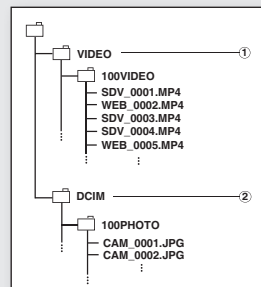 VIDEO ①
100VIDEO
SDV_0001.MP4
WEB_0002.MP4
SDV_0003.MP4
SDV_0004.MP4
WEB_0005.MP4
DCIM ②
100PHOTO
CAM_0001.JPG
CAM_0002.JPG